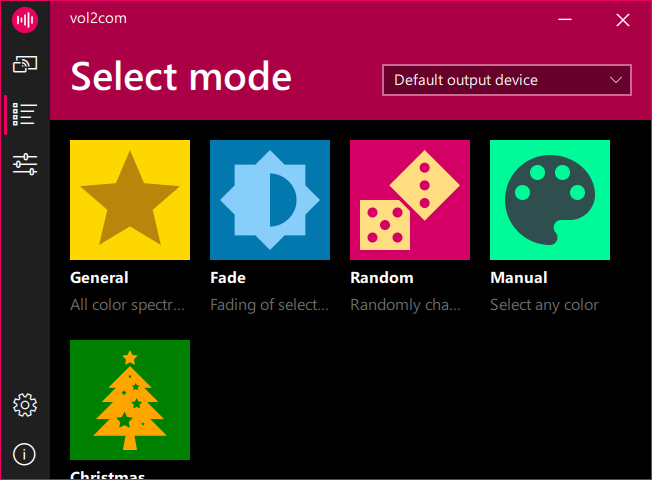 vol2com
Select mode
Default output device
General
All color spectr...
Fade
Fading of select...
Random
Randomly cha...
Manual
Select any color
Christmas